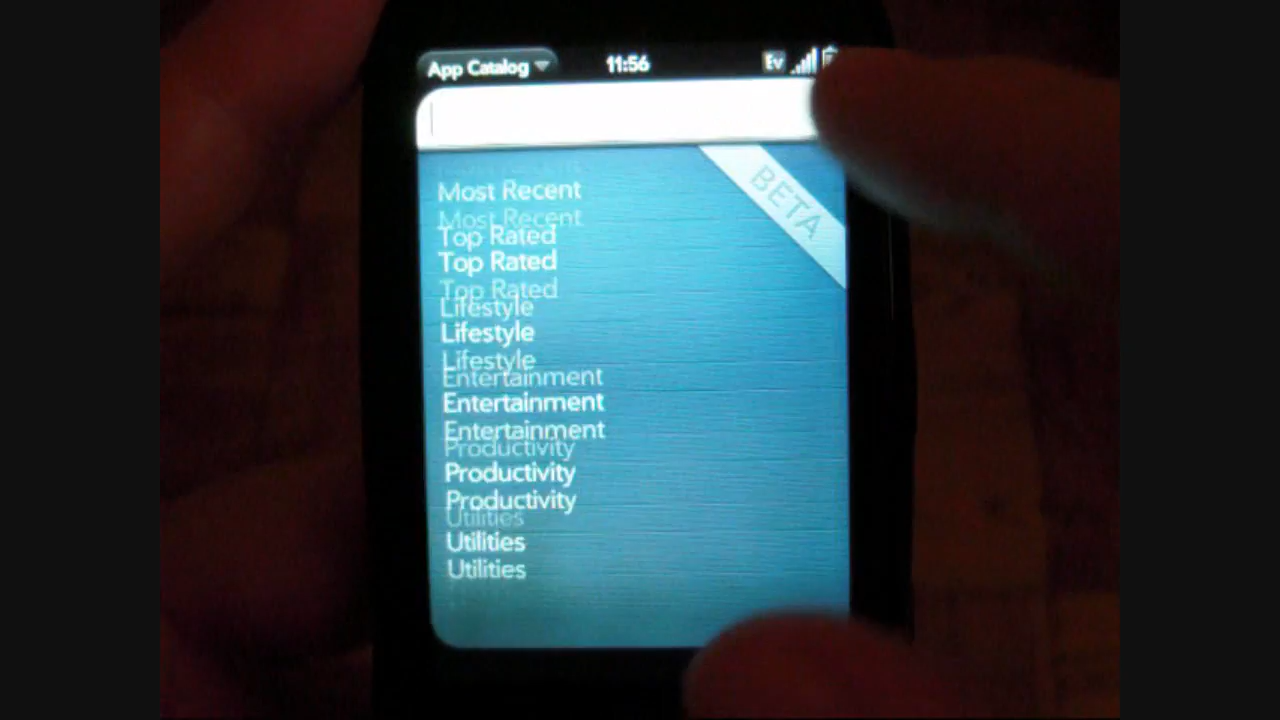 App Catalog 11:56 Ev
BETA
Most Recent
Most Recent
Top Rated
Top Rated
Top Rated
Lifestyle
Lifestyle
Lifestyle
Entertainment
Entertainment
Entertainment
Productivity
Productivity
Productivity
Utilities
Utilities
Utilities